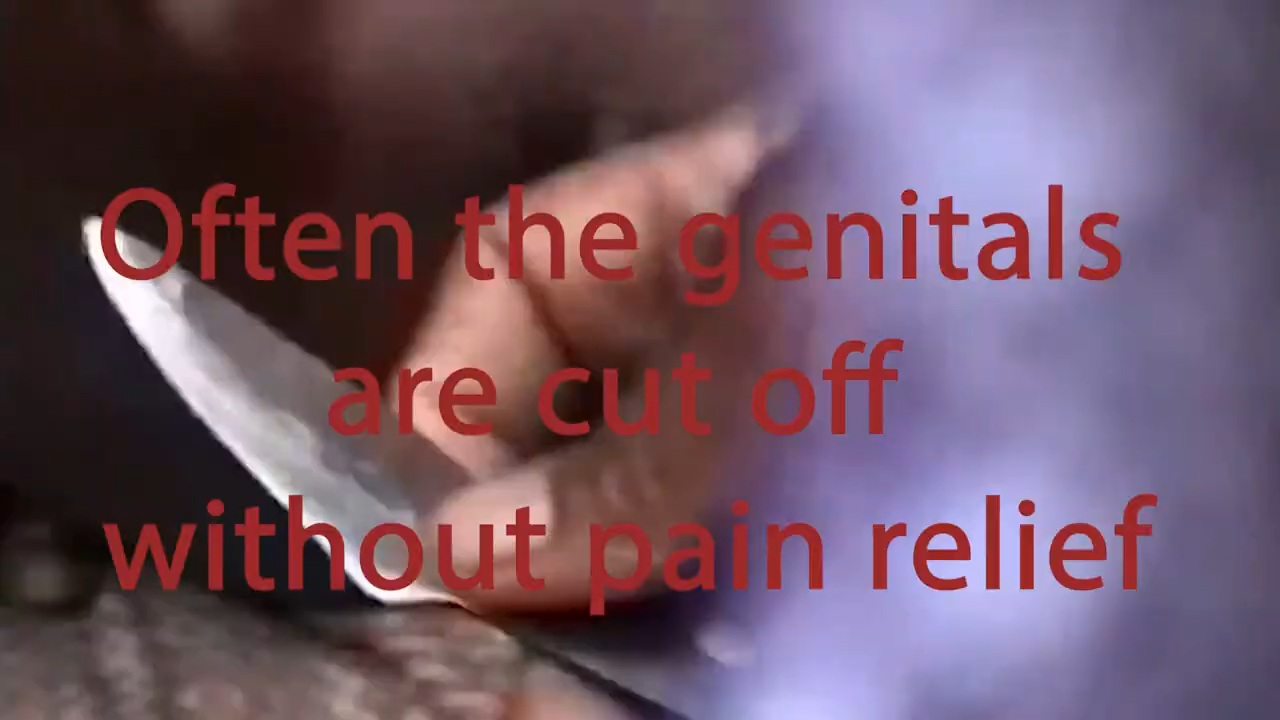 Often the genitals
are cut off
without pain relief